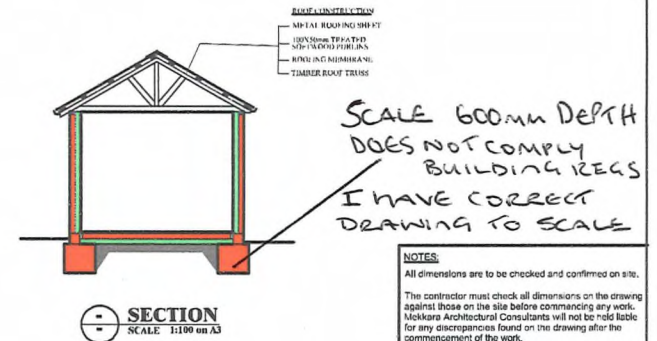 ROOF CONSTRUCTION
METAL ROOFING SHEET
100X50mm TREATED
SOFTWOOD PURLINS
ROOFING MEMBRANE
TIMBER ROOF TRUSS
SCALE 600mm DEPTH
DOES NOT COMPLY
BUILDING REGS
I HAVE CORRECT
DRAWING TO SCALE
SECTION
SCALE 1:100 on A3
NOTES:
All dimensions are to be checked and confirmed on site.
The contractor must check all dimensions on the drawing
against those on the site before commencing any work.
Mekkara Architectural Consultants will not be held liable
for any discrepancies found on the drawing after the
commencement of the work.